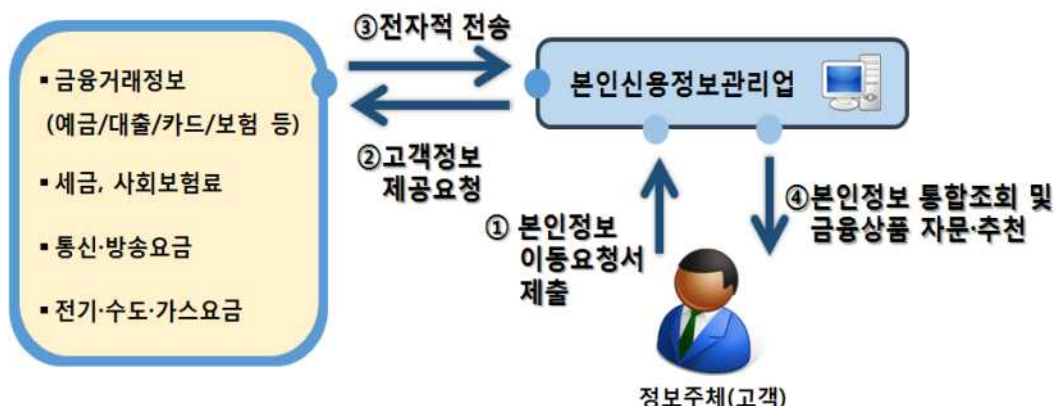 ▪ 금융거래정보
(예금/대출/카드/보험 등)
▪ 세금, 사회보험료
▪ 통신·방송요금
▪ 전기·수도·가스요금
③전자적 전송
②고객정보
제공요청
본인신용정보관리업
① 본인정보
이동요청서
제출
④본인정보 통합조회 및
금융상품 자문·추천
정보주체(고객)